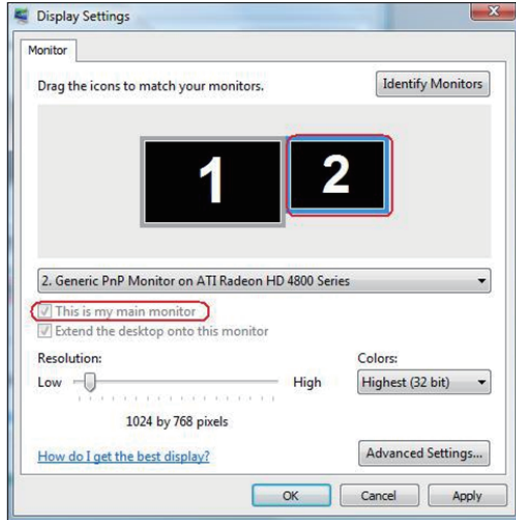 Display Settings
Monitor
Drag the icons to match your monitors.
Identify Monitors
1
2
2. Generic PnP Monitor on ATI Radeon HD 4800 Series
This is my main monitor
Extend the desktop onto this monitor
Resolution:
Colors:
Low
High
Highest (32 bit)
1024 by 768 pixels
How do I get the best display?
Advanced Settings...
OK
Cancel
Apply